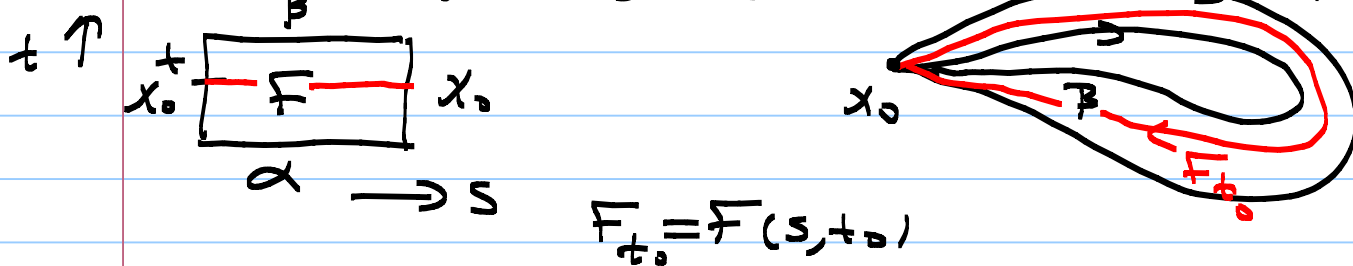 β
t ↑ t
x₀ F x₀
x₀ β
α → s
F_t₀
F_t₀ = F(s, t₀)